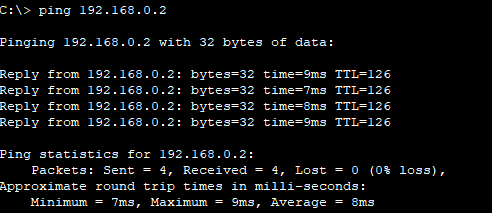 C:\> ping 192.168.0.2
Pinging 192.168.0.2 with 32 bytes of data:
Reply from 192.168.0.2: bytes=32 time=9ms TTL=126
Reply from 192.168.0.2: bytes=32 time=7ms TTL=126
Reply from 192.168.0.2: bytes=32 time=8ms TTL=126
Reply from 192.168.0.2: bytes=32 time=9ms TTL=126
Ping statistics for 192.168.0.2:
Packets: Sent = 4, Received = 4, Lost = 0 (0% loss),
Approximate round trip times in milli-seconds:
Minimum = 7ms, Maximum = 9ms, Average = 8ms